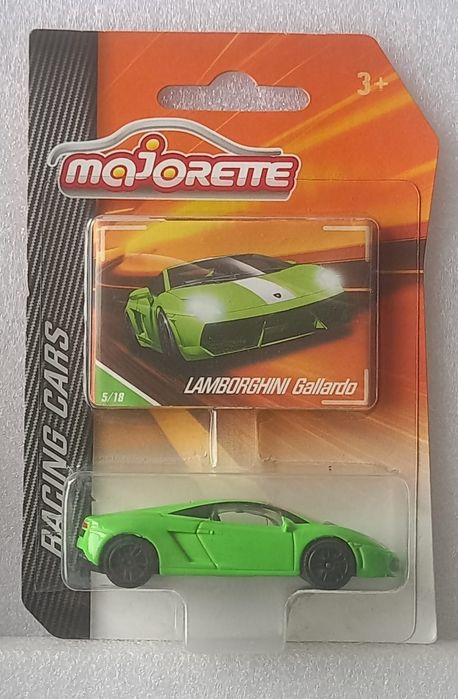 3+
majorette
LAMBORGHINI Gallardo
5/18
RACING CARS